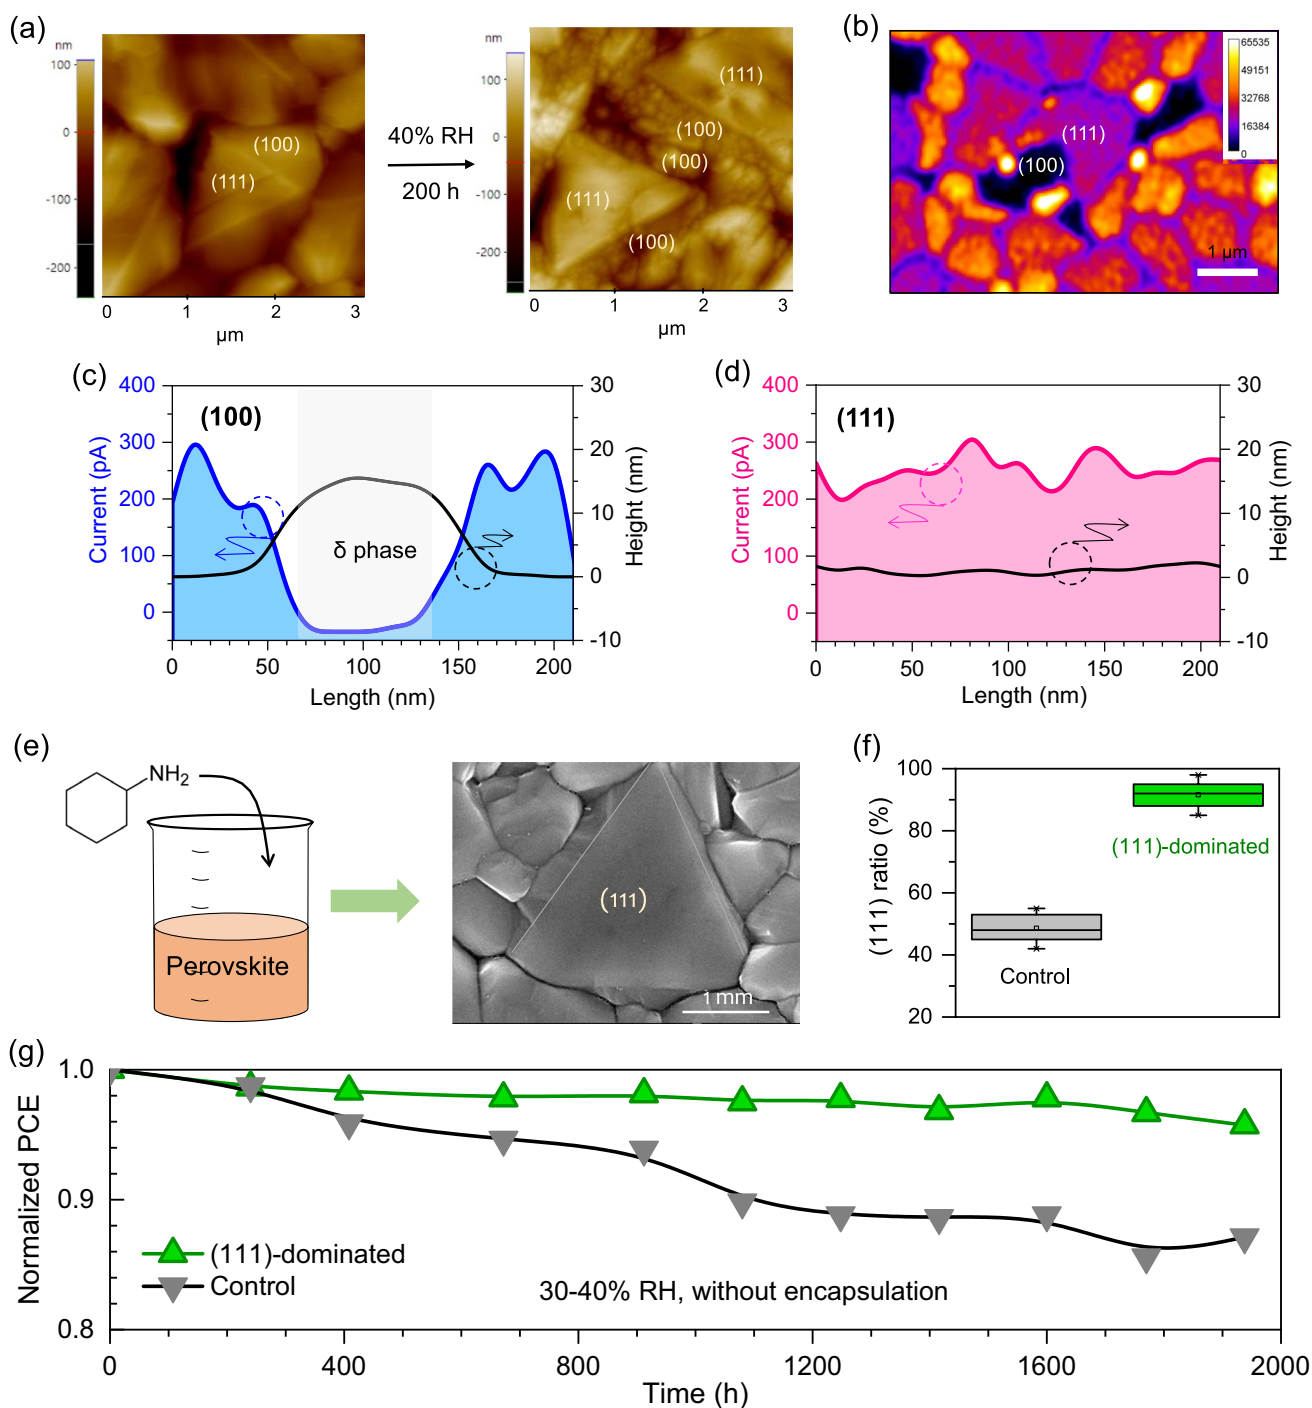 (a)
nm
100
0
-100
-200
(100)
(111)
0 1 2 3
µm
40% RH
200 h
nm
100
0
-100
-200
(111)
(100)
(100)
(111)
(100)
0 1 2 3
µm
(b)
65535
49151
32768
16384
0
(111)
(100)
1 µm
(c)
(100)
400
300
200
100
0
Current (pA)
δ phase
30
20
10
0
-10
Height (nm)
0 50 100 150 200
Length (nm)
(d)
(111)
400
300
200
100
0
Current (pA)
30
20
10
0
-10
Height (nm)
0 50 100 150 200
Length (nm)
(e)
NH2
Perovskite
(111)
1 mm
(f)
100
80
60
40
20
(111) ratio (%)
(111)-dominated
Control
(g)
1.0
0.9
0.8
Normalized PCE
(111)-dominated
Control
30-40% RH, without encapsulation
0 400 800 1200 1600 2000
Time (h)